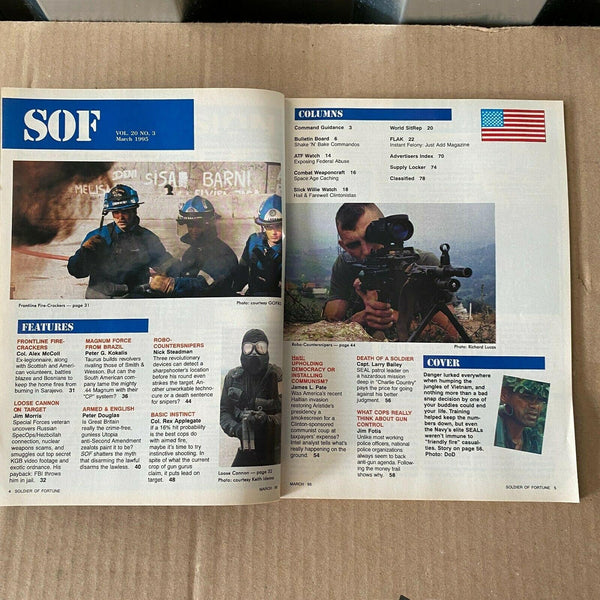 SOF
VOL. 20 NO. 3
March 1995
MELISA
SISAR
BARNI
Frontline Fire-Crackers — page 31
Photo: courtesy
FEATURES
FRONTLINE FIRE-
CRACKERS
Col. Alex McColl
Ex-legionnaire, along
with Scottish and Ameri-
can volunteers, battles
blazes and Bosnians to
keep the home fires from
burning in Sarajevo. 31
LOOSE CANNON
ON TARGET
Jim Morris
Special Forces veteran
uncovers Russian
SpecOps/Hezbollah
connection, nuclear
weapons scams, and
smuggles out top secret
KGB video footage and
exotic ordnance. His
payback: FBI throws
him in jail. 32
MAGNUM FORCE
FROM BRAZIL
Peter G. Kokalis
Taurus builds revolvers
rivaling those of Smith &
Wesson. But can the
South American com-
pany tame the mighty
.44 Magnum with their
"CP" system? 36
ARMED & ENGLISH
Peter Douglas
Is Great Britain
really the crime-free,
gunless Utopia
anti-Second Amendment
zealots paint it to be?
SOF shatters the myth
that disarming the lawful
disarms the lawless. 40
ROBO-
COUNTERSNIPERS
Nick Steadman
Three revolutionary
devices can detect a
sharpshooter's location
before his round even
strikes the target. An-
other unworkable techno-
cure or a death sentence
for snipers? 44
BASIC INSTINCT
Col. Rex Applegate
If a 16% hit probability
is the best cops do
with aimed fire,
maybe it's time to try
instinctive shooting. In
spite of what the current
crop of gun gurus
claim, it puts lead on
target. 48
Loose Cannon — page 32
Photo: courtesy Keith Idema
4 SOLDIER OF FORTUNE
MARCH 95
COLUMNS
Command Guidance 3
Bulletin Board 6
Shake 'N' Bake Commandos
ATF Watch 14
Exposing Federal Abuse
Combat Weaponcraft 16
Space Age Caching
Slick Willie Watch 18
Hail & Farewell Clintonistas
World SitRep 20
FLAK 22
Instant Felony: Just Add Magazine
Advertisers Index 70
Supply Locker 74
Classified 78
Robo-Countersnipers — page 44
Photo: Richard Lucas
Haiti:
UPHOLDING
DEMOCRACY OR
INSTALLING
COMMUNISM?
James L. Pate
Was America's recent
Haitian invasion
restoring Aristide's
presidency a
smokescreen for a
Clinton-sponsored
communist coup at
taxpayers' expense?
Intel analyst tells what's
really happening on the
ground. 54
DEATH OF A SOLDIER
Capt. Larry Bailey
SEAL patrol leader on
a hazardous mission
deep in "Charlie Country"
pays the price for going
against his better
judgment. 56
WHAT COPS REALLY
THINK ABOUT GUN
CONTROL
Jim Fotis
Unlike most working
police officers, national
police organizations
always seem to back
anti-gun agenda. Follow-
ing the money trail
shows why. 58
COVER
Danger lurked everywhere
when humping the
jungles of Vietnam, and
nothing more than a bad
snap decision by one of
your buddies could end
your life. Training
helped keep the num-
bers down, but even
the Navy's elite SEALs
weren't immune to
"friendly fire" casual-
ties. Story on page 56.
Photo: DoD
MARCH 95
SOLDIER OF FORTUNE 5